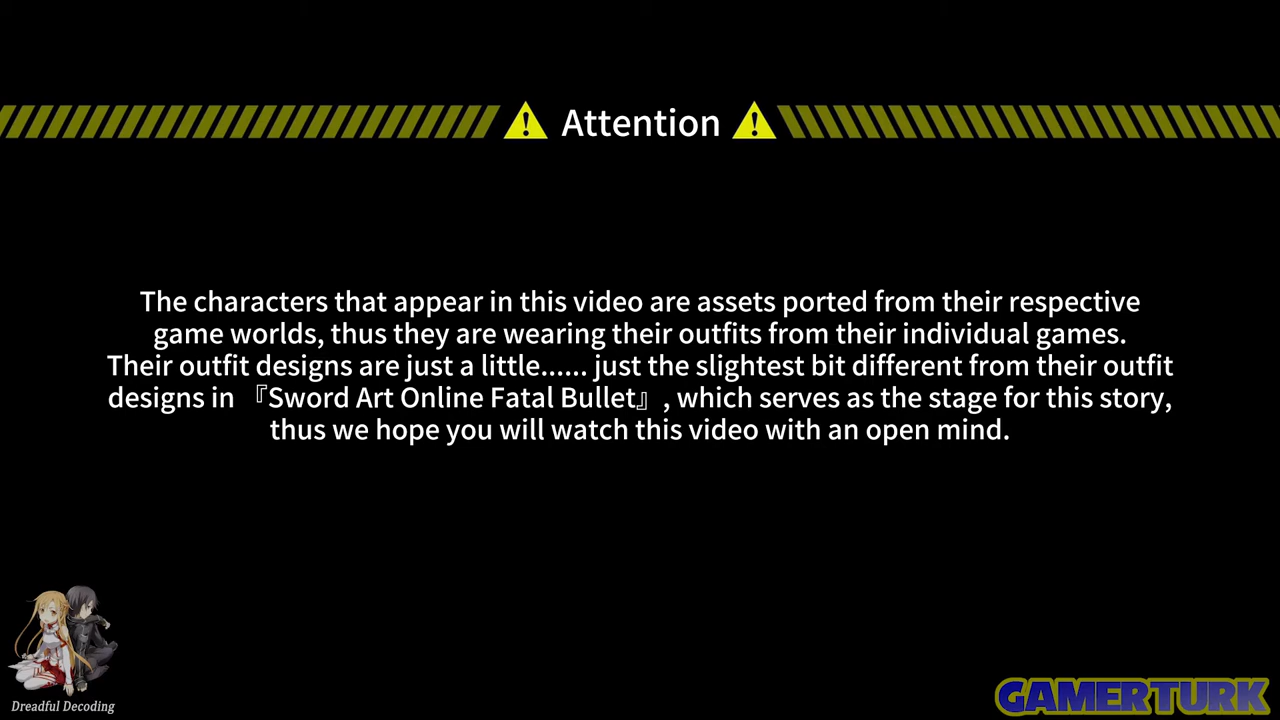 Attention
The characters that appear in this video are assets ported from their respective
game worlds, thus they are wearing their outfits from their individual games.
Their outfit designs are just a little...... just the slightest bit different from their outfit
designs in 『Sword Art Online Fatal Bullet』, which serves as the stage for this story,
thus we hope you will watch this video with an open mind.
Dreadful Decoding
GAMERTURK